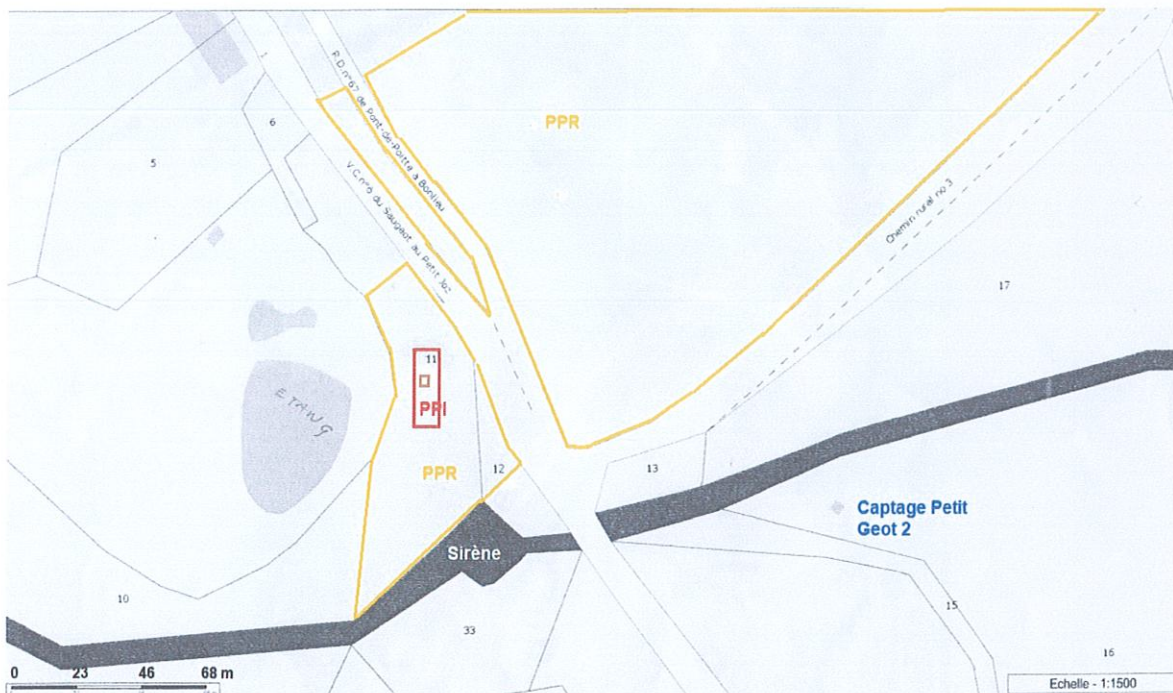 R.D. n°67 de Pont-de-Poitte à Bonlieu
PPR
6
5
V.C. n°6 du Saugeot au Petit Joz
Chemin rural no 3
17
11
PPI
ETANG
PPR
12
13
Captage Petit
Geot 2
Sirène
10
33
15
16
0 23 46 68 m
Echelle - 1:1500